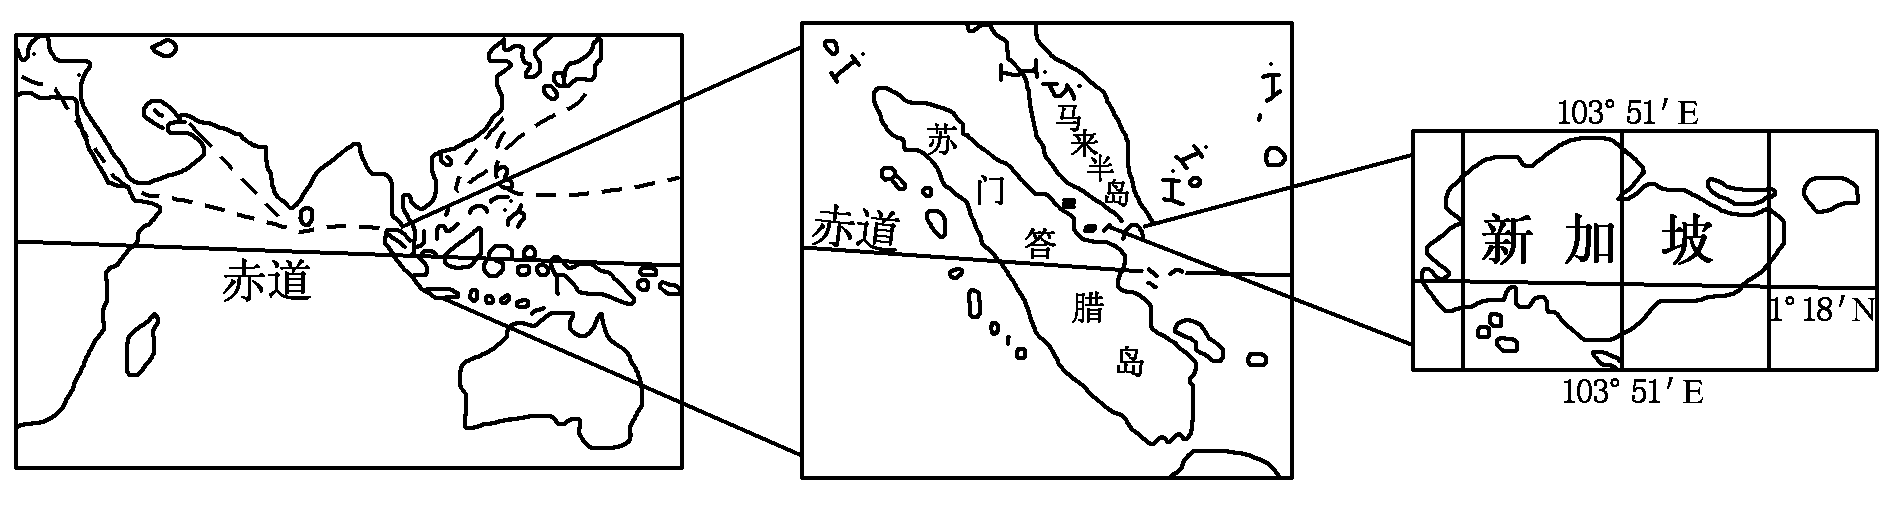 赤道
苏门答腊岛
马来半岛
赤道
103° 51′ E
新加坡
1° 18′ N
103° 51′ E